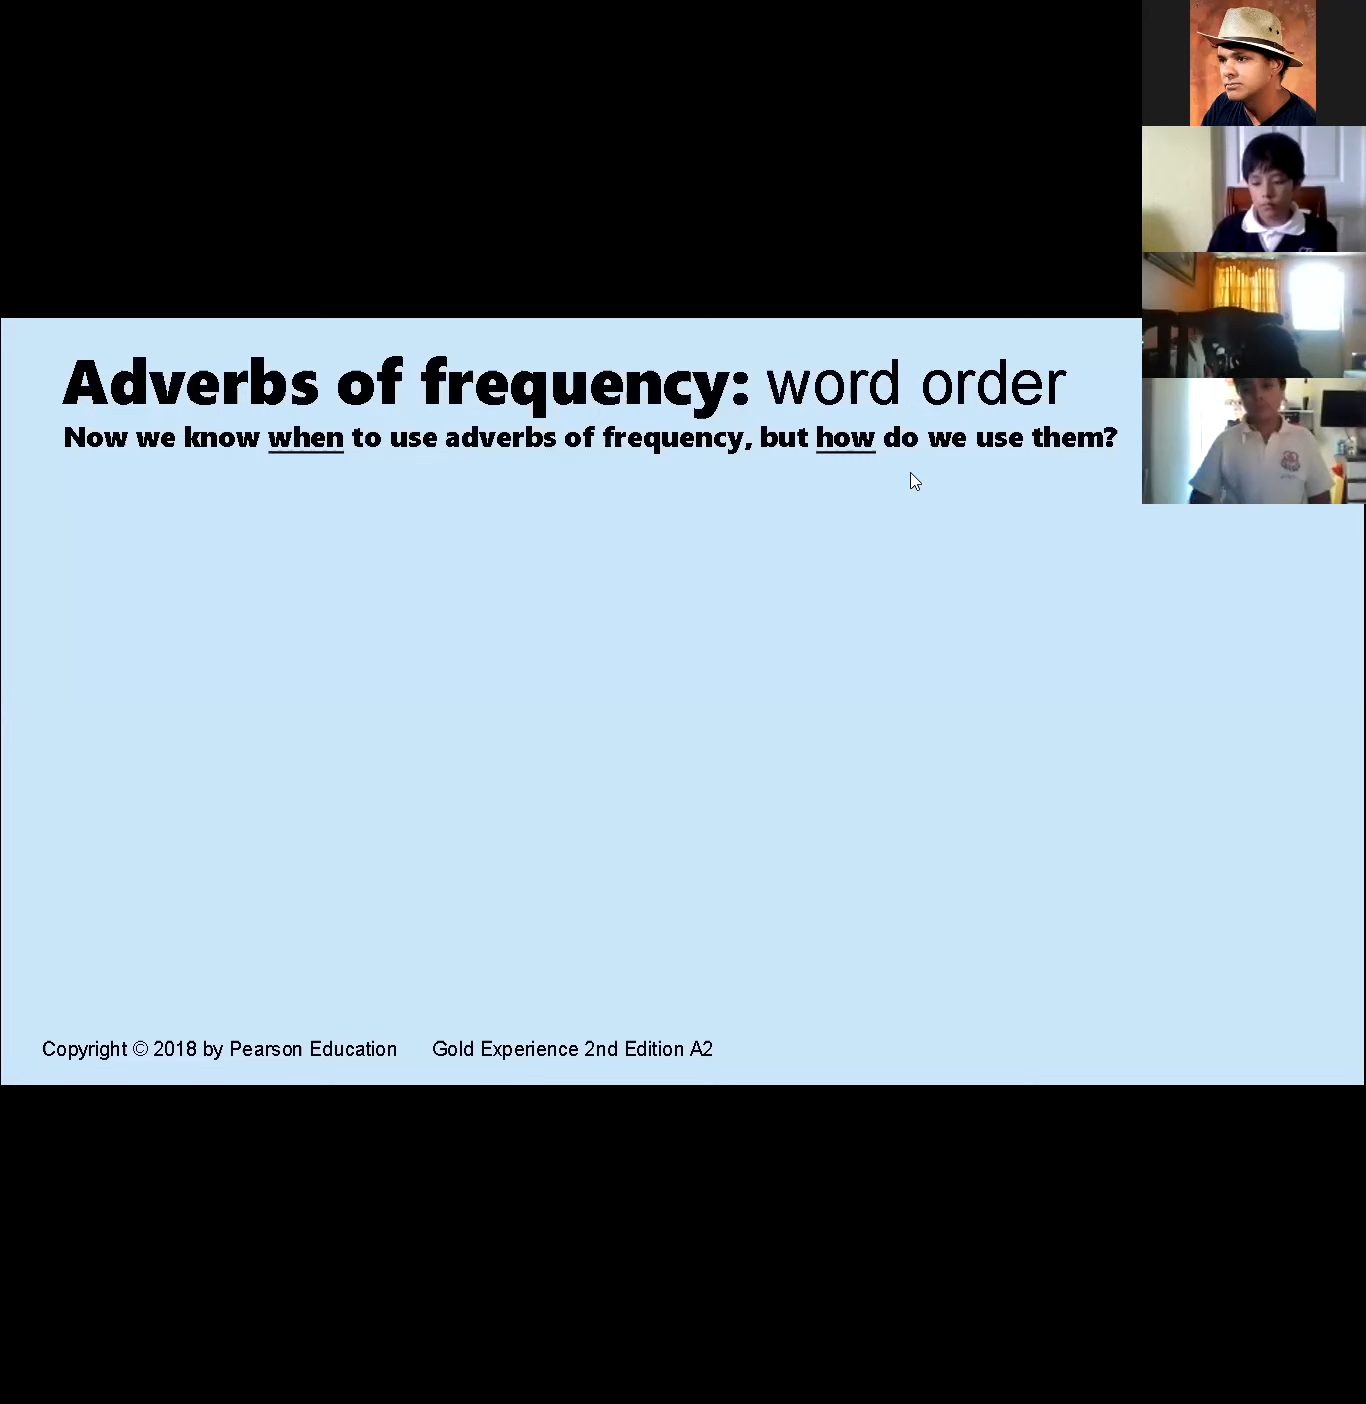 Adverbs of frequency: word order
Now we know when to use adverbs of frequency, but how do we use them?
Copyright © 2018 by Pearson Education Gold Experience 2nd Edition A2